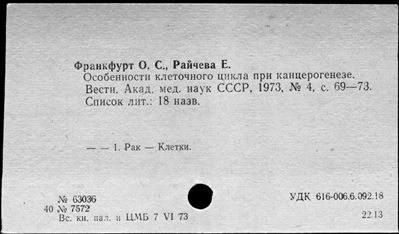 Франкфурт О. С., Райчева Е.
Особенности клеточного цикла при канцерогенезе.
Вестн. Акад. мед. наук СССР, 1973, № 4, с. 69—73.
Список лит.: 18 назв.
— — 1. Рак — Клетки.
№ 63036
УДК 616-006.6.092.18
40 № 7572
Вс. кн. пал. и ЦМБ 7 VI 73
22.13